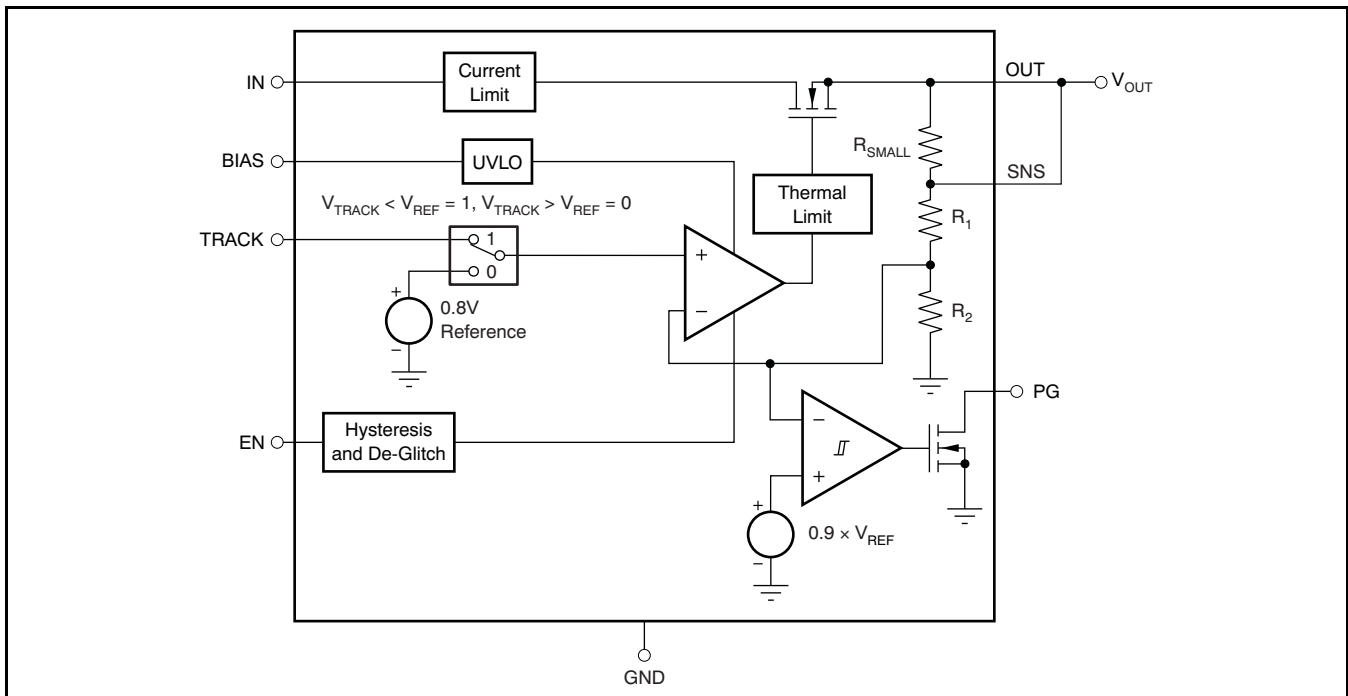 IN
Current
Limit
OUT
V_OUT
BIAS
UVLO
R_SMALL
SNS
Thermal
Limit
V_TRACK < V_REF = 1, V_TRACK > V_REF = 0
R_1
TRACK
1
0
+
−
+
0.8V
Reference
−
R_2
PG
EN
Hysteresis
and De-Glitch
−
+
+
0.9 × V_REF
−
GND